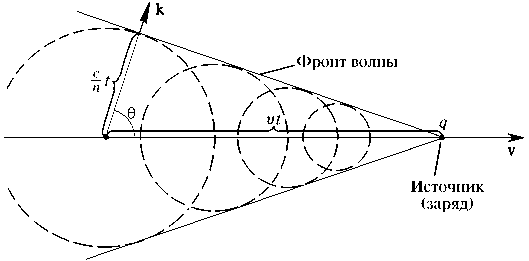 k
Фронт волны
c/n t
θ
vt
q
v
Источник
(заряд)